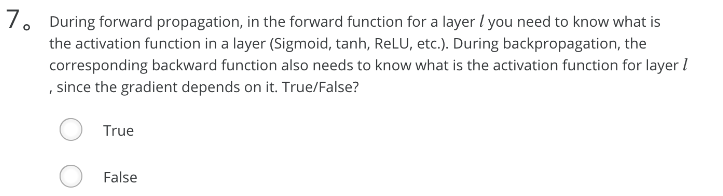 7。 During forward propagation, in the forward function for a layer l you need to know what is
the activation function in a layer (Sigmoid, tanh, ReLU, etc.). During backpropagation, the
corresponding backward function also needs to know what is the activation function for layer l
, since the gradient depends on it. True/False?
True
False